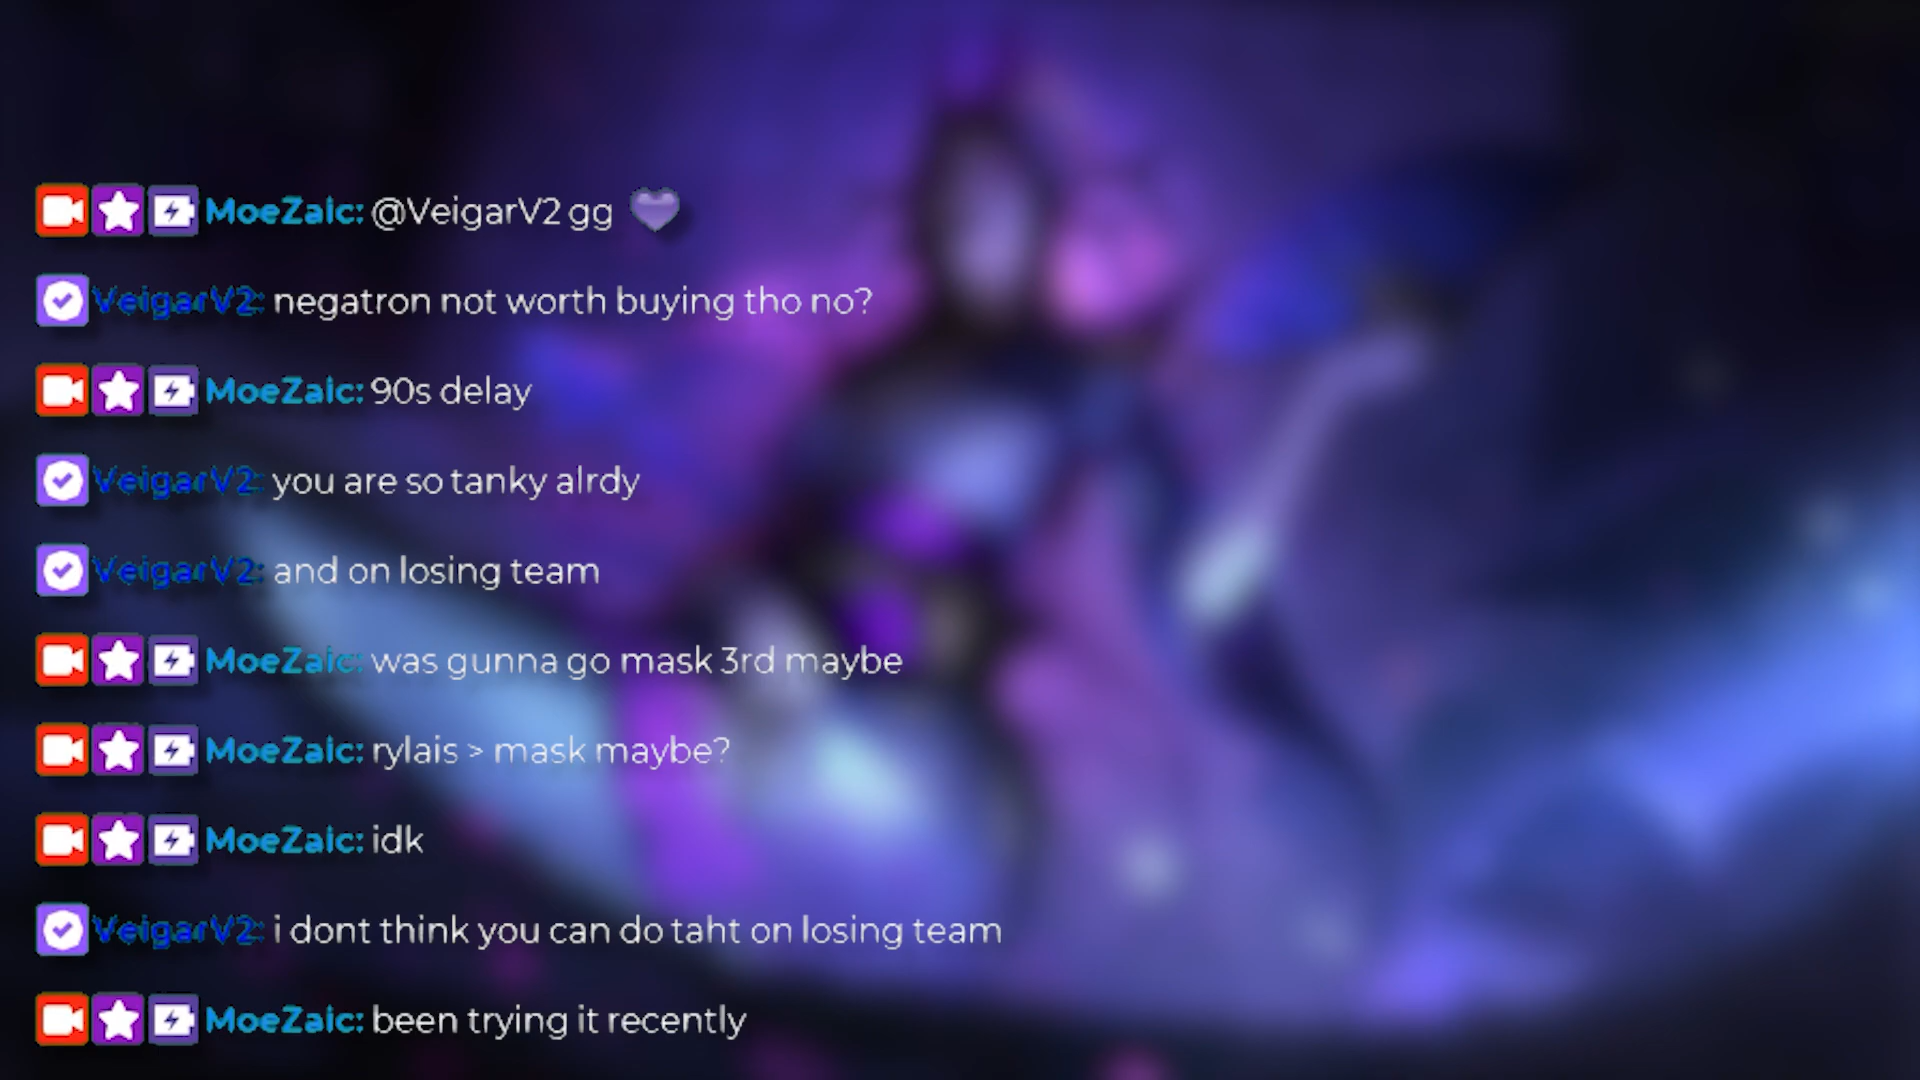 MoeZaic: @VeigarV2 gg 💜
VeigarV2: negatron not worth buying tho no?
MoeZaic: 90s delay
VeigarV2: you are so tanky alrdy
VeigarV2: and on losing team
MoeZaic: was gunna go mask 3rd maybe
MoeZaic: rylais > mask maybe?
MoeZaic: idk
VeigarV2: i dont think you can do taht on losing team
MoeZaic: been trying it recently